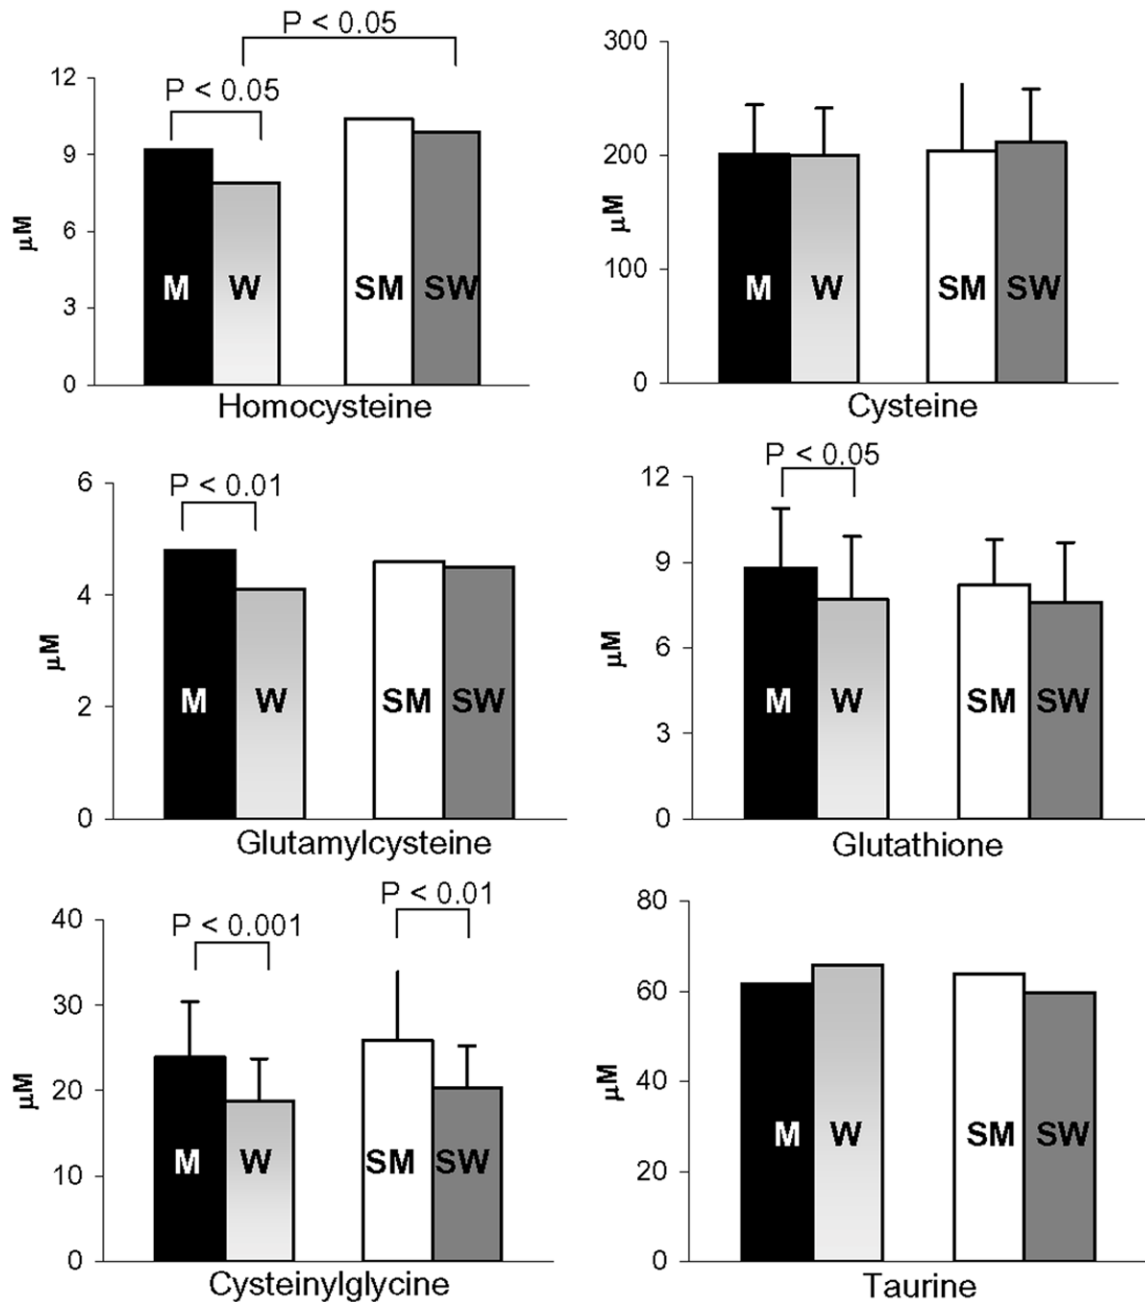 P < 0.05
12
P < 0.05
9
6
3
0
μM
M
W
SM
SW
Homocysteine
300
200
100
0
μM
M
W
SM
SW
Cysteine
6
P < 0.01
4
2
0
μM
M
W
SM
SW
Glutamylcysteine
P < 0.05
12
9
6
3
0
μM
M
W
SM
SW
Glutathione
40
P < 0.001
P < 0.01
30
20
10
0
μM
M
W
SM
SW
Cysteinylglycine
80
60
40
20
0
μM
M
W
SM
SW
Taurine